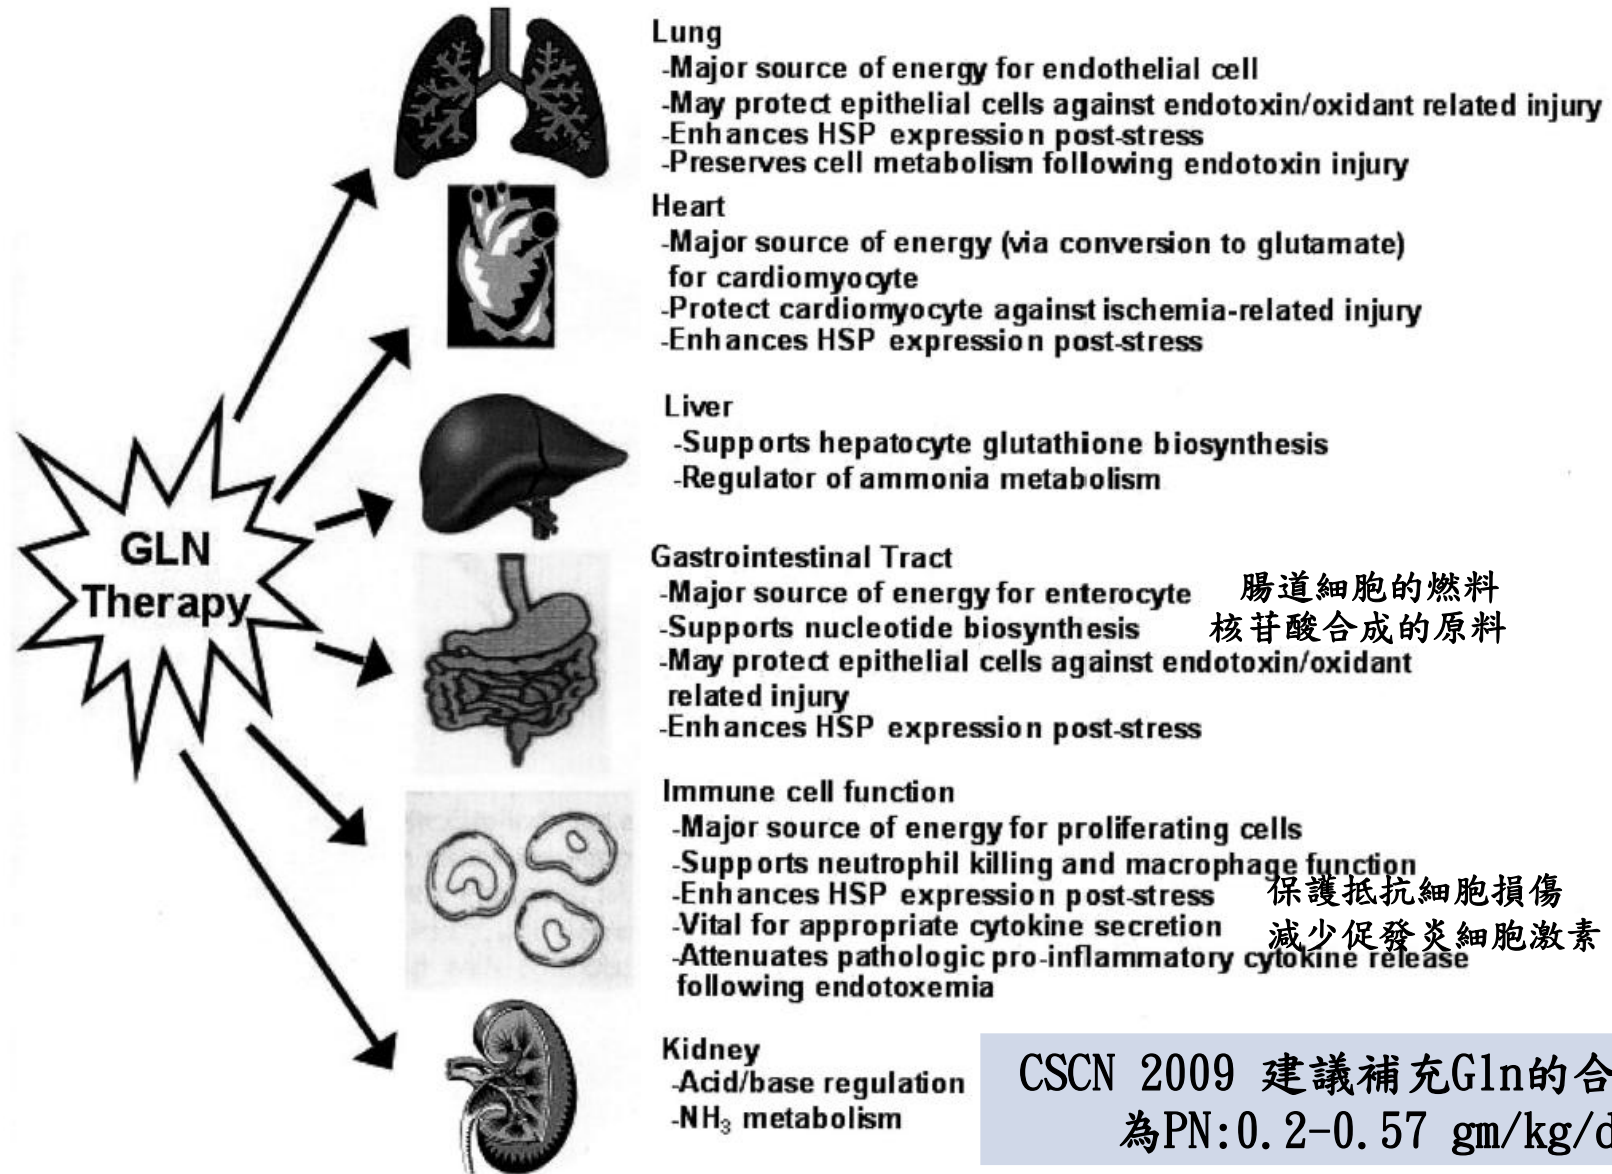 Lung
-Major source of energy for endothelial cell
-May protect epithelial cells against endotoxin/oxidant related injury
-Enhances HSP expression post-stress
-Preserves cell metabolism following endotoxin injury
Heart
-Major source of energy (via conversion to glutamate)
for cardiomyocyte
-Protect cardiomyocyte against ischemia-related injury
-Enhances HSP expression post-stress
Liver
-Supports hepatocyte glutathione biosynthesis
-Regulator of ammonia metabolism
GLN
Therapy
Gastrointestinal Tract
-Major source of energy for enterocyte 腸道細胞的燃料
-Supports nucleotide biosynthesis 核苷酸合成的原料
-May protect epithelial cells against endotoxin/oxidant
related injury
-Enhances HSP expression post-stress
Immune cell function
-Major source of energy for proliferating cells
-Supports neutrophil killing and macrophage function
-Enhances HSP expression post-stress 保護抵抗細胞損傷
-Vital for appropriate cytokine secretion 減少促發炎細胞激素
-Attenuates pathologic pro-inflammatory cytokine release
following endotoxemia
Kidney
-Acid/base regulation
-NH₃ metabolism
CSCN 2009 建議補充Gln的合
為PN:0.2-0.57 gm/kg/d